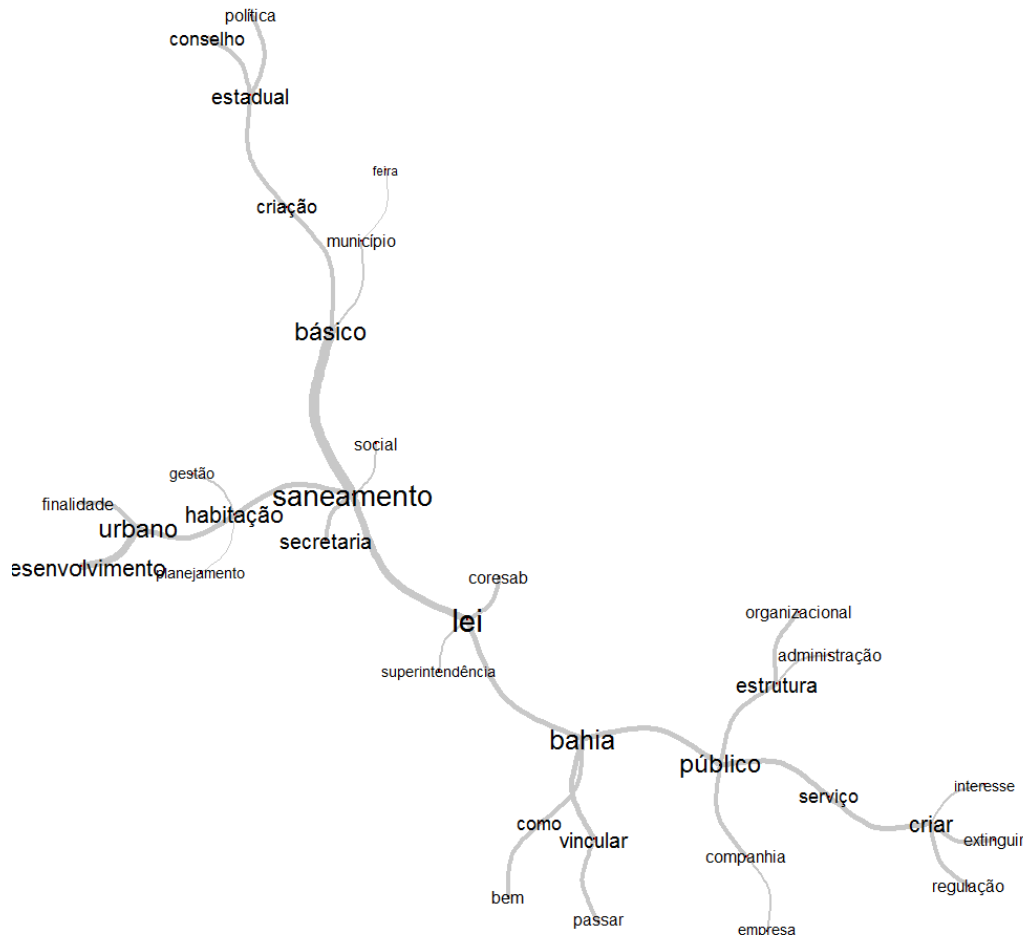 política
conselho
estadual
feira
criação
município
básico
social
gestão
saneamento
finalidade
habitação
urbano
secretaria
esenvolvimento
planejamento
coresab
lei
organizacional
administração
superintendência
estrutura
bahia
público
interesse
serviço
como
criar
vincular
extinguir
companhia
regulação
bem
passar
empresa